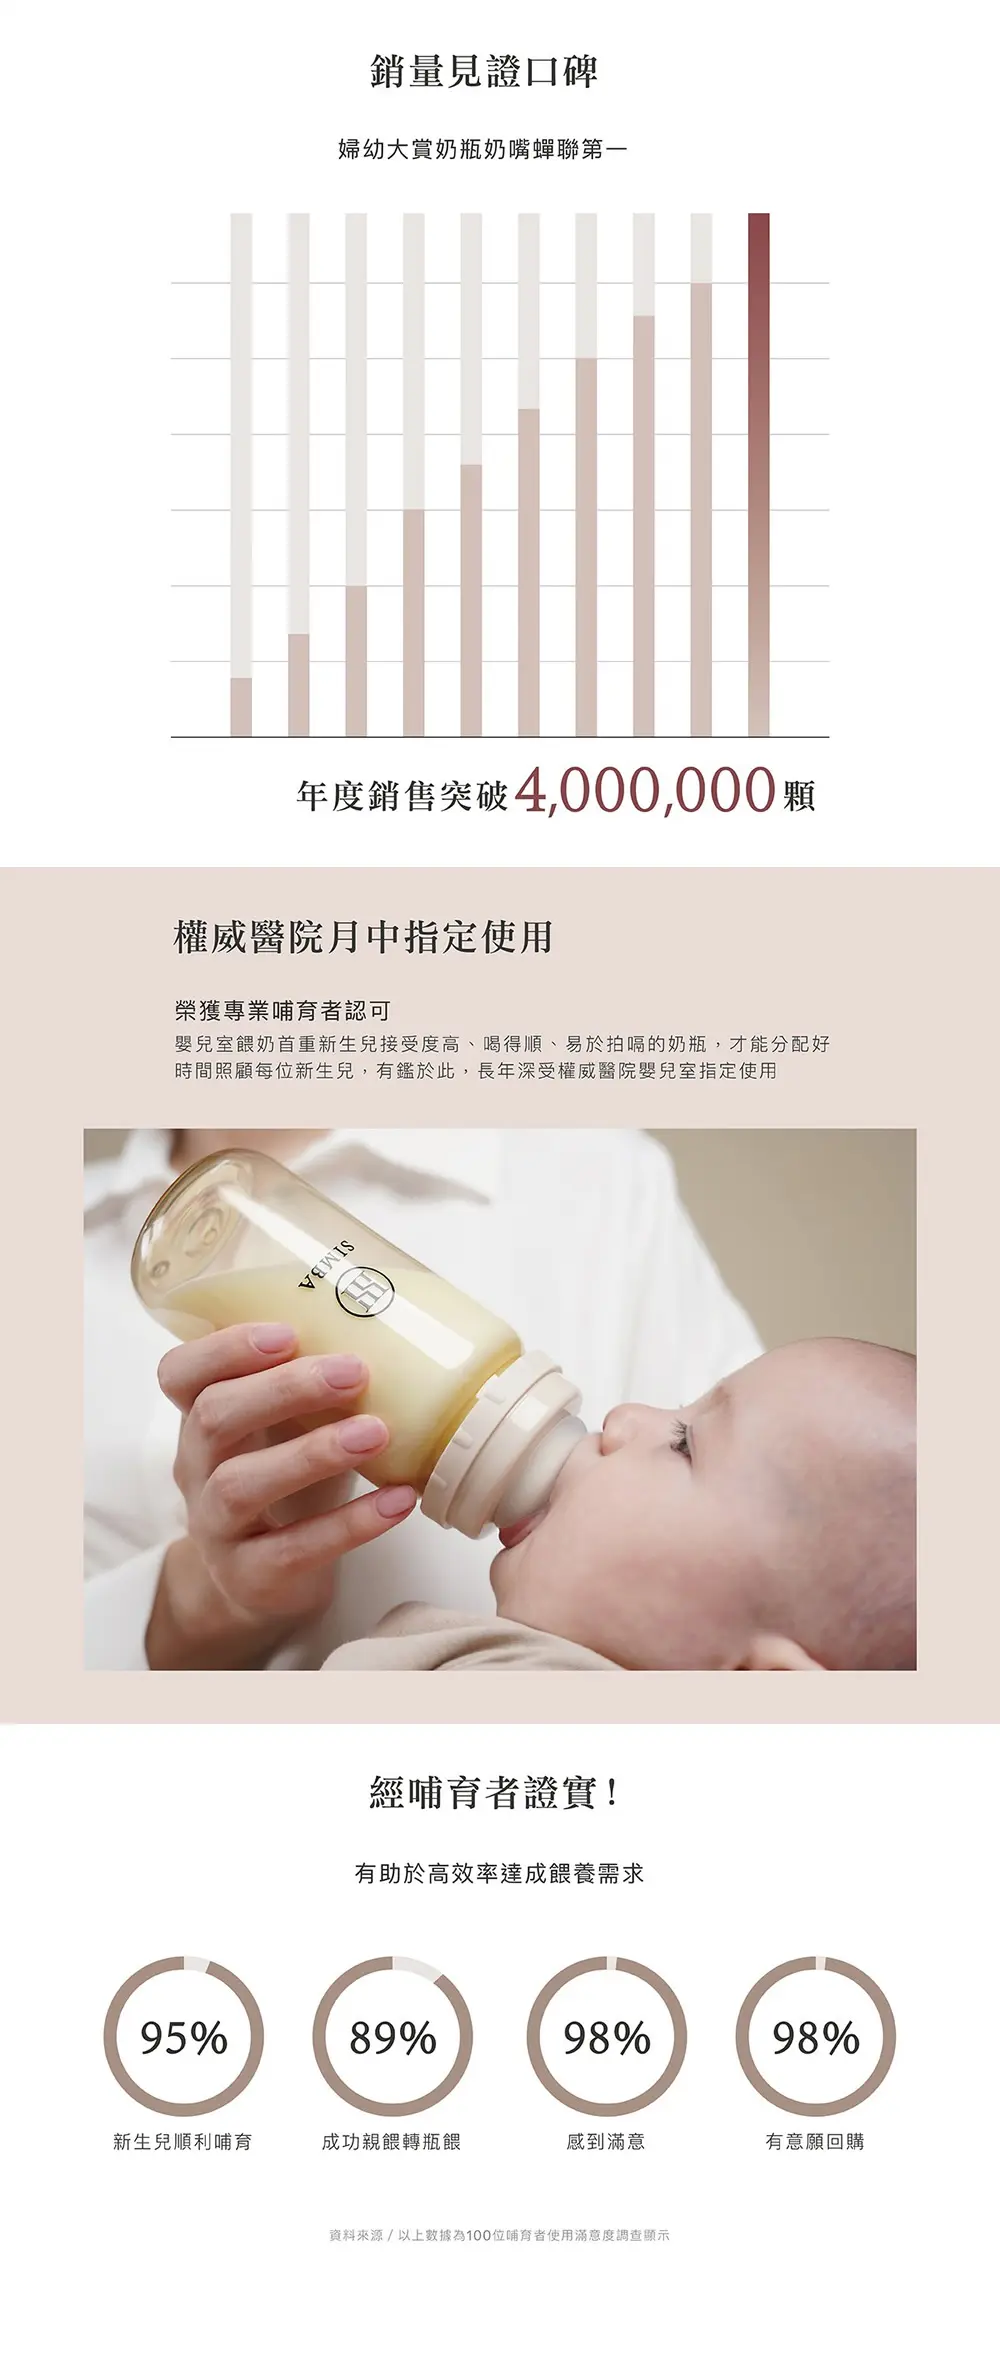 銷量見證口碑
婦幼大賞奶瓶奶嘴蟬聯第一
年度銷售突破4,000,000顆
權威醫院月中指定使用
榮獲專業哺育者認可
嬰兒室餵奶首重新生兒接受度高、喝得順、易於拍嗝的奶瓶，才能分配好
時間照顧每位新生兒，有鑑於此，長年深受權威醫院嬰兒室指定使用
SIMBA
經哺育者證實！
有助於高效率達成餵養需求
95%
89%
98%
98%
新生兒順利哺育
成功親餵轉瓶餵
感到滿意
有意願回購
資料來源 / 以上數據為100位哺育者使用滿意度調查顯示